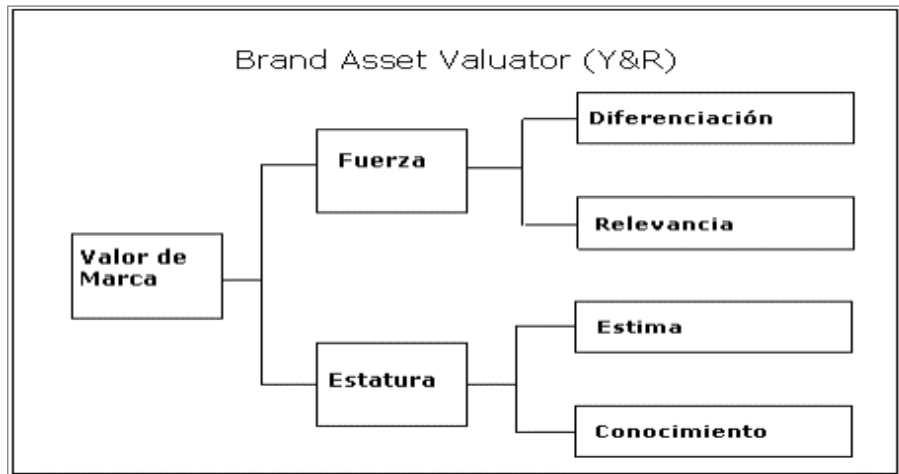 Brand Asset Valuator (Y&R)
Diferenciación
Fuerza
Relevancia
Valor de
Marca
Estima
Estatura
Conocimiento